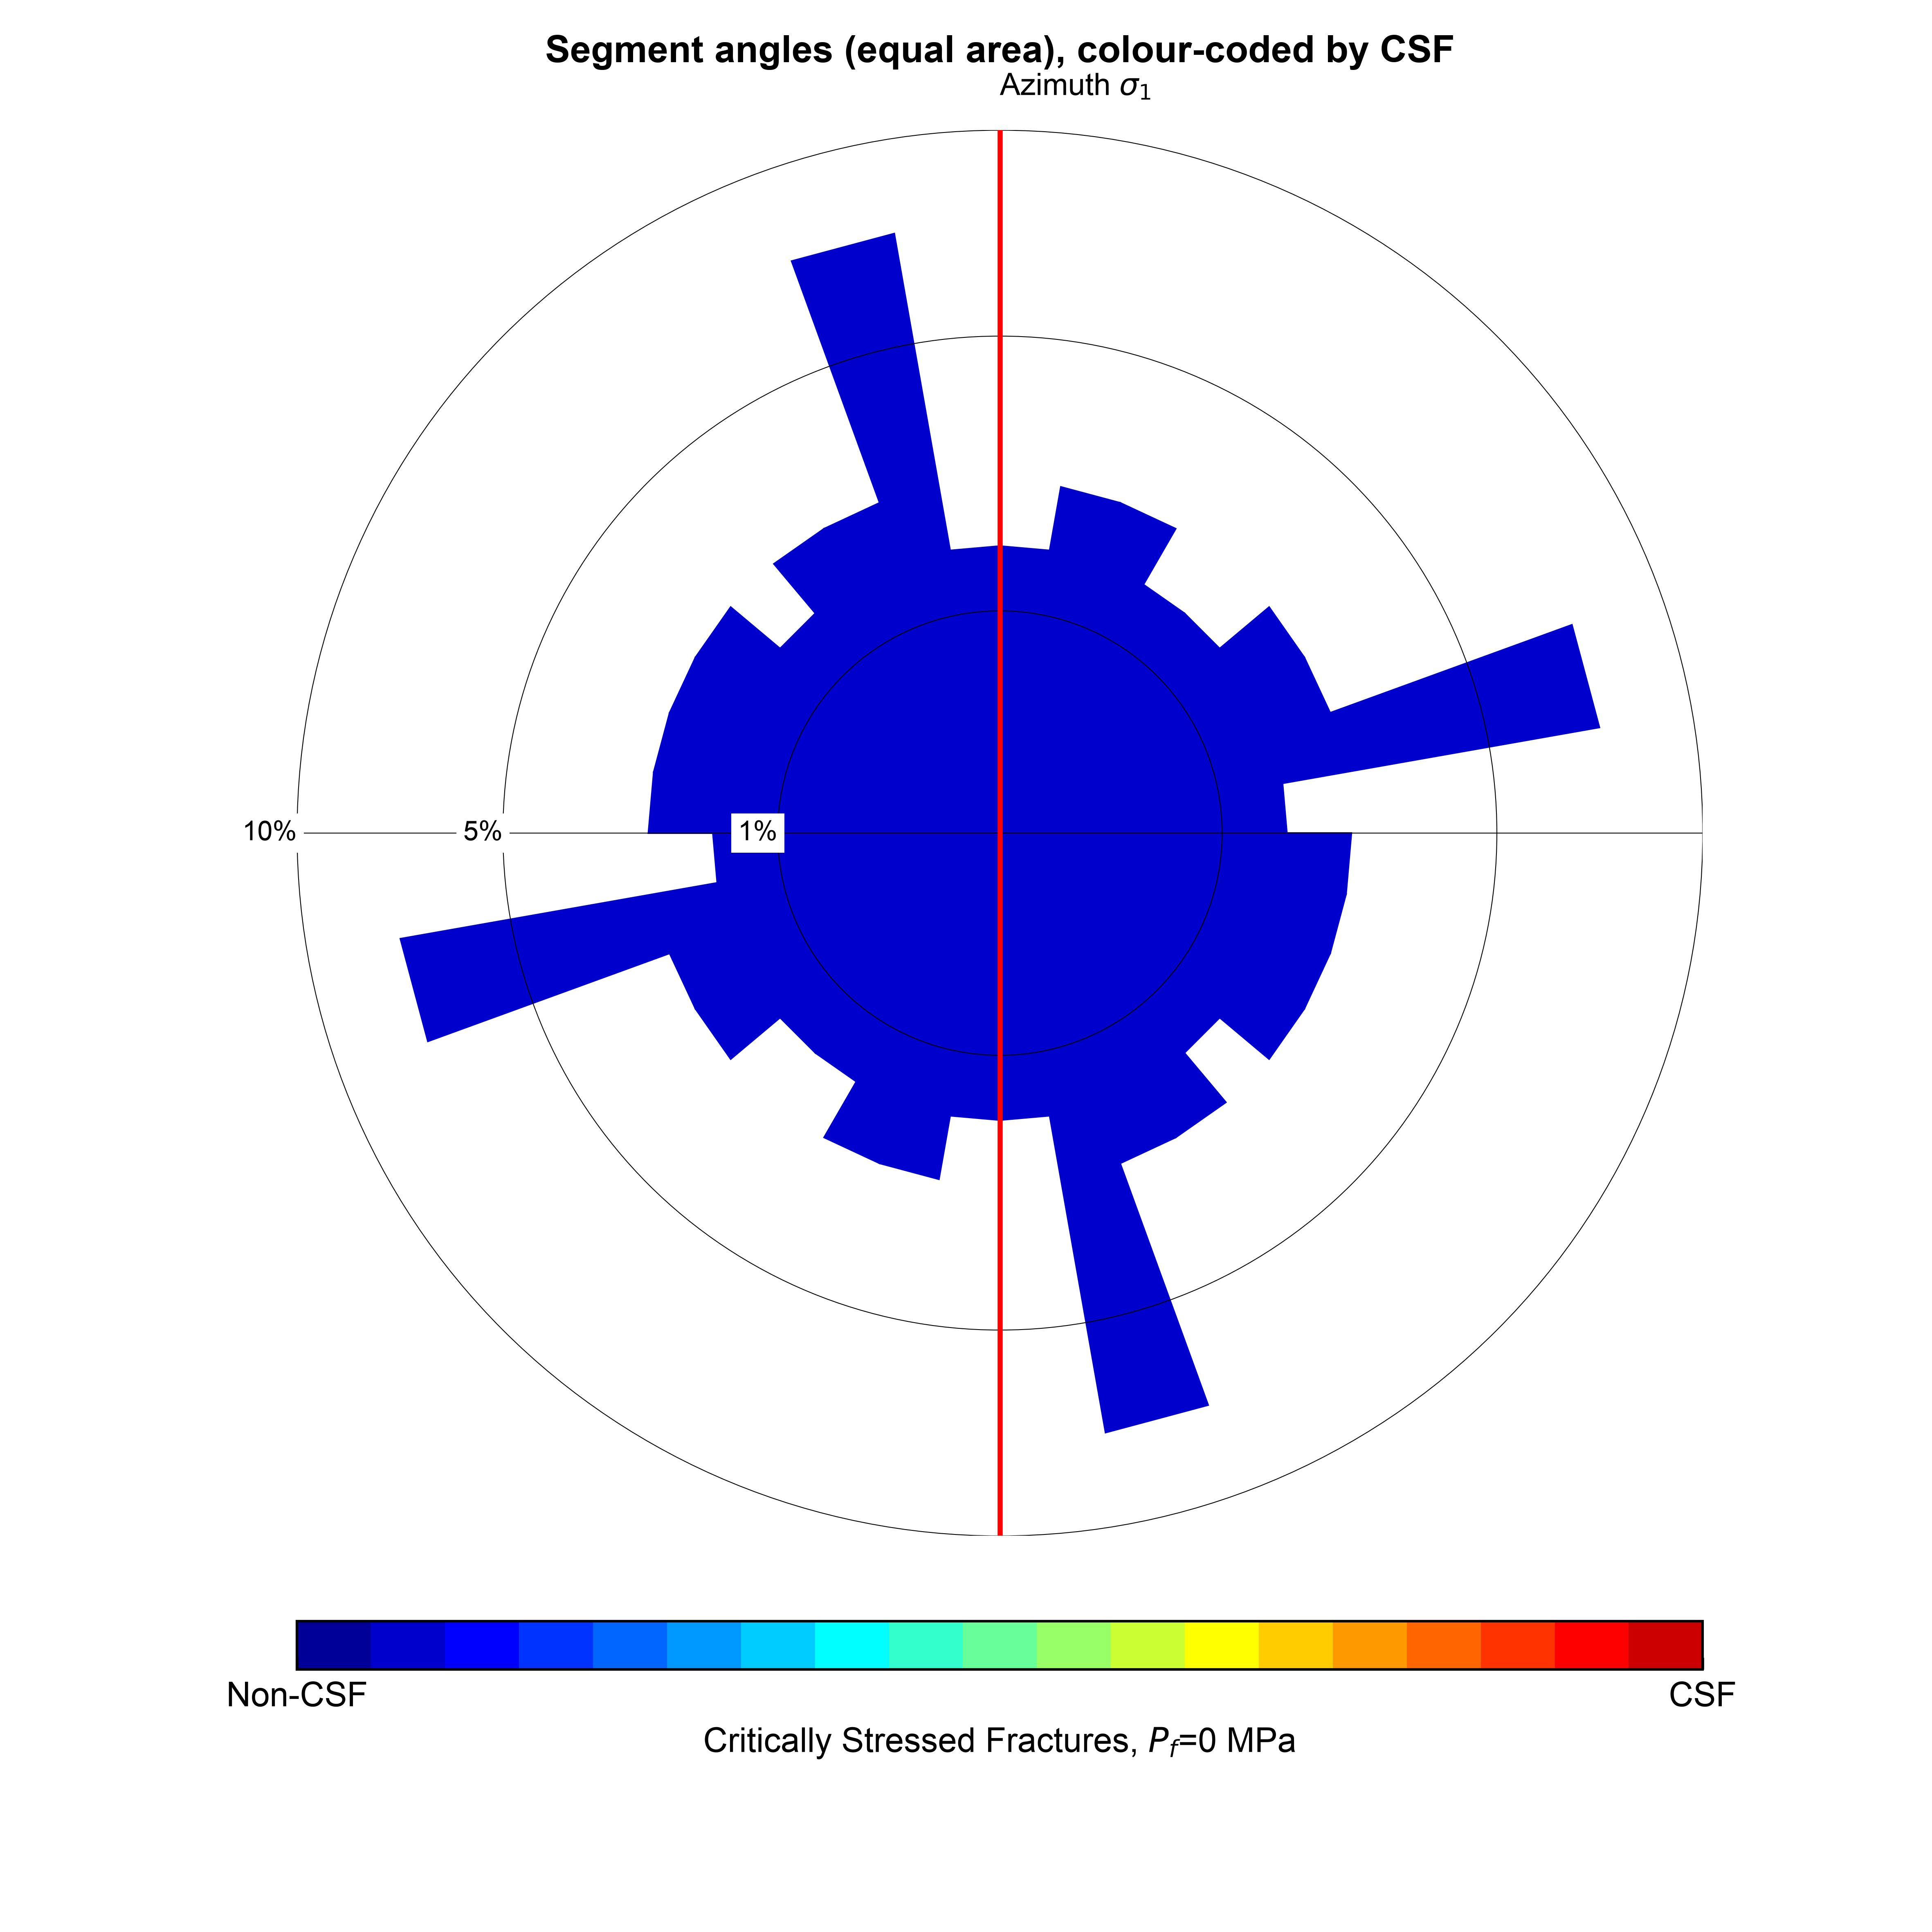 Segment angles (equal area), colour-coded by CSF
Azimuth σ₁
10% 5% 1%
Non-CSF CSF
Critically Stressed Fractures, P_f=0 MPa